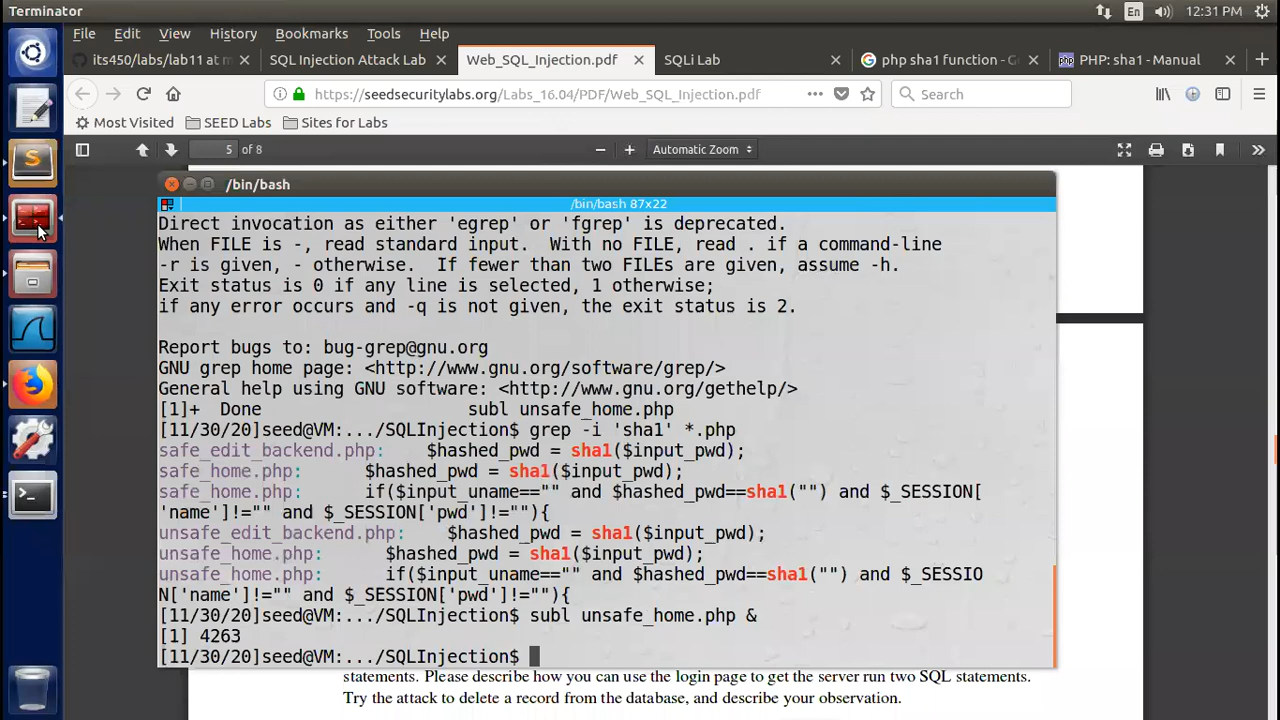 Terminator
En
12:31 PM
File Edit View History Bookmarks Tools Help
its450/labs/lab11 at m
SQL Injection Attack Lab
Web_SQL_Injection.pdf
SQLi Lab
php sha1 function - G
PHP: sha1 - Manual
https://seedsecuritylabs.org/Labs_16.04/PDF/Web_SQL_Injection.pdf
Search
Most Visited SEED Labs Sites for Labs
5 of 8
Automatic Zoom
/bin/bash
/bin/bash 87x22
Direct invocation as either 'egrep' or 'fgrep' is deprecated.
When FILE is -, read standard input.  With no FILE, read . if a command-line
-r is given, - otherwise.  If fewer than two FILEs are given, assume -h.
Exit status is 0 if any line is selected, 1 otherwise;
if any error occurs and -q is not given, the exit status is 2.
Report bugs to: bug-grep@gnu.org
GNU grep home page: <http://www.gnu.org/software/grep/>
General help using GNU software: <http://www.gnu.org/gethelp/>
[1]+  Done                    subl unsafe_home.php
[11/30/20]seed@VM:.../SQLInjection$ grep -i 'sha1' *.php
safe_edit_backend.php:    $hashed_pwd = sha1($input_pwd);
safe_home.php:      $hashed_pwd = sha1($input_pwd);
safe_home.php:      if($input_uname=="" and $hashed_pwd==sha1("") and $_SESSION[
'name']!="" and $_SESSION['pwd']!=""){
unsafe_edit_backend.php:    $hashed_pwd = sha1($input_pwd);
unsafe_home.php:      $hashed_pwd = sha1($input_pwd);
unsafe_home.php:      if($input_uname=="" and $hashed_pwd==sha1("") and $_SESSIO
N['name']!="" and $_SESSION['pwd']!=""){
[11/30/20]seed@VM:.../SQLInjection$ subl unsafe_home.php &
[1] 4263
[11/30/20]seed@VM:.../SQLInjection$
statements. Please describe how you can use the login page to get the server run two SQL statements.
Try the attack to delete a record from the database, and describe your observation.